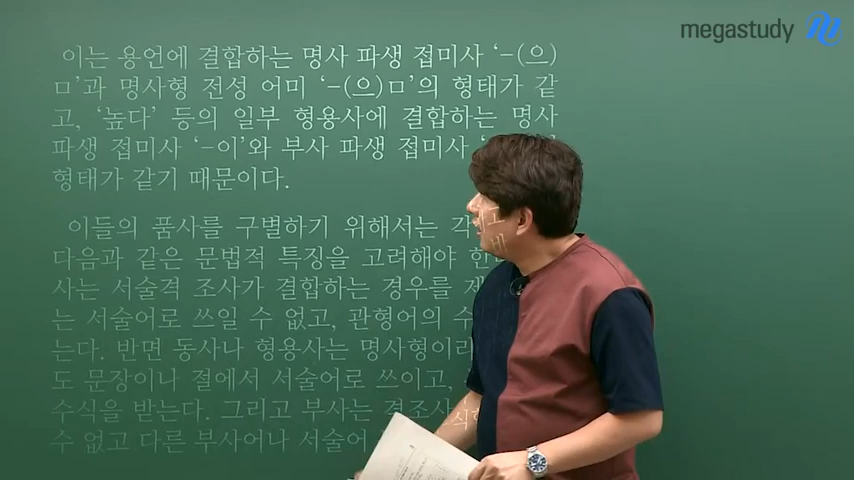 megastudy
이는 용언에 결합하는 명사 파생 접미사 ‘-(으)
ㅁ’과 명사형 전성 어미 ‘-(으)ㅁ’의 형태가 같
고, ‘높다’ 등의 일부 형용사에 결합하는 명사
파생 접미사 ‘-이’와 부사 파생 접미사
형태가 같기 때문이다.
이들의 품사를 구별하기 위해서는
다음과 같은 문법적 특징을 고려해야
사는 서술격 조사가 결합하는 경우를
는 서술어로 쓰일 수 없고, 관형어의
는다. 반면 동사나 형용사는
도 문장이나 절에서 서술어로 쓰이고,
수식을 받는다. 그리고 부사는 격조사
수 없고 다른 부사어나 서술어